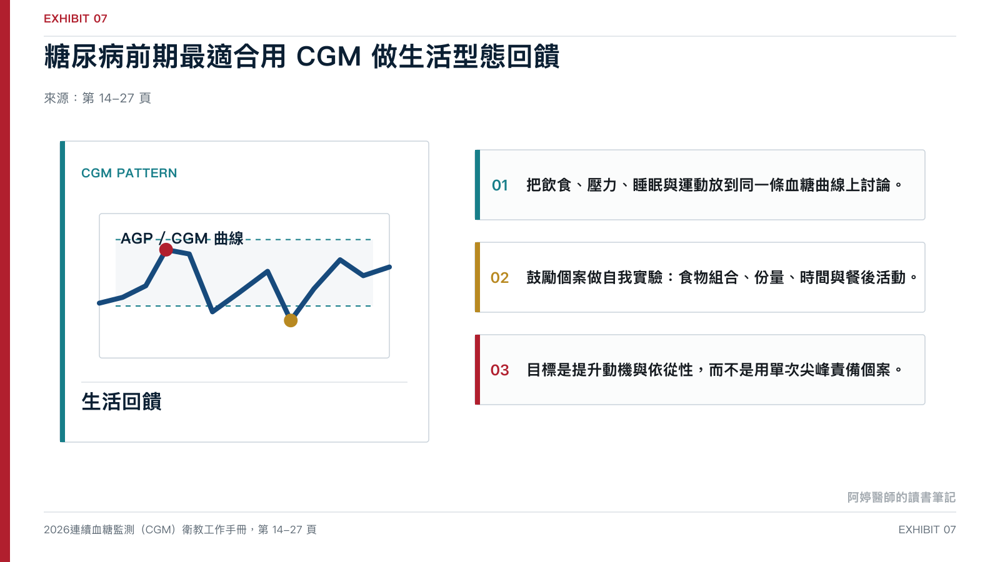 EXHIBIT 07
糖尿病前期最適合用 CGM 做生活型態回饋
來源：第 14–27 頁
CGM PATTERN
AGP / CGM 曲線
生活回饋
01 把飲食、壓力、睡眠與運動放到同一條血糖曲線上討論。
02 鼓勵個案做自我實驗：食物組合、份量、時間與餐後活動。
03 目標是提升動機與依從性，而不是用單次尖峰責備個案。
阿婷醫師的讀書筆記
2026連續血糖監測（CGM）衛教工作手冊，第 14–27 頁
EXHIBIT 07